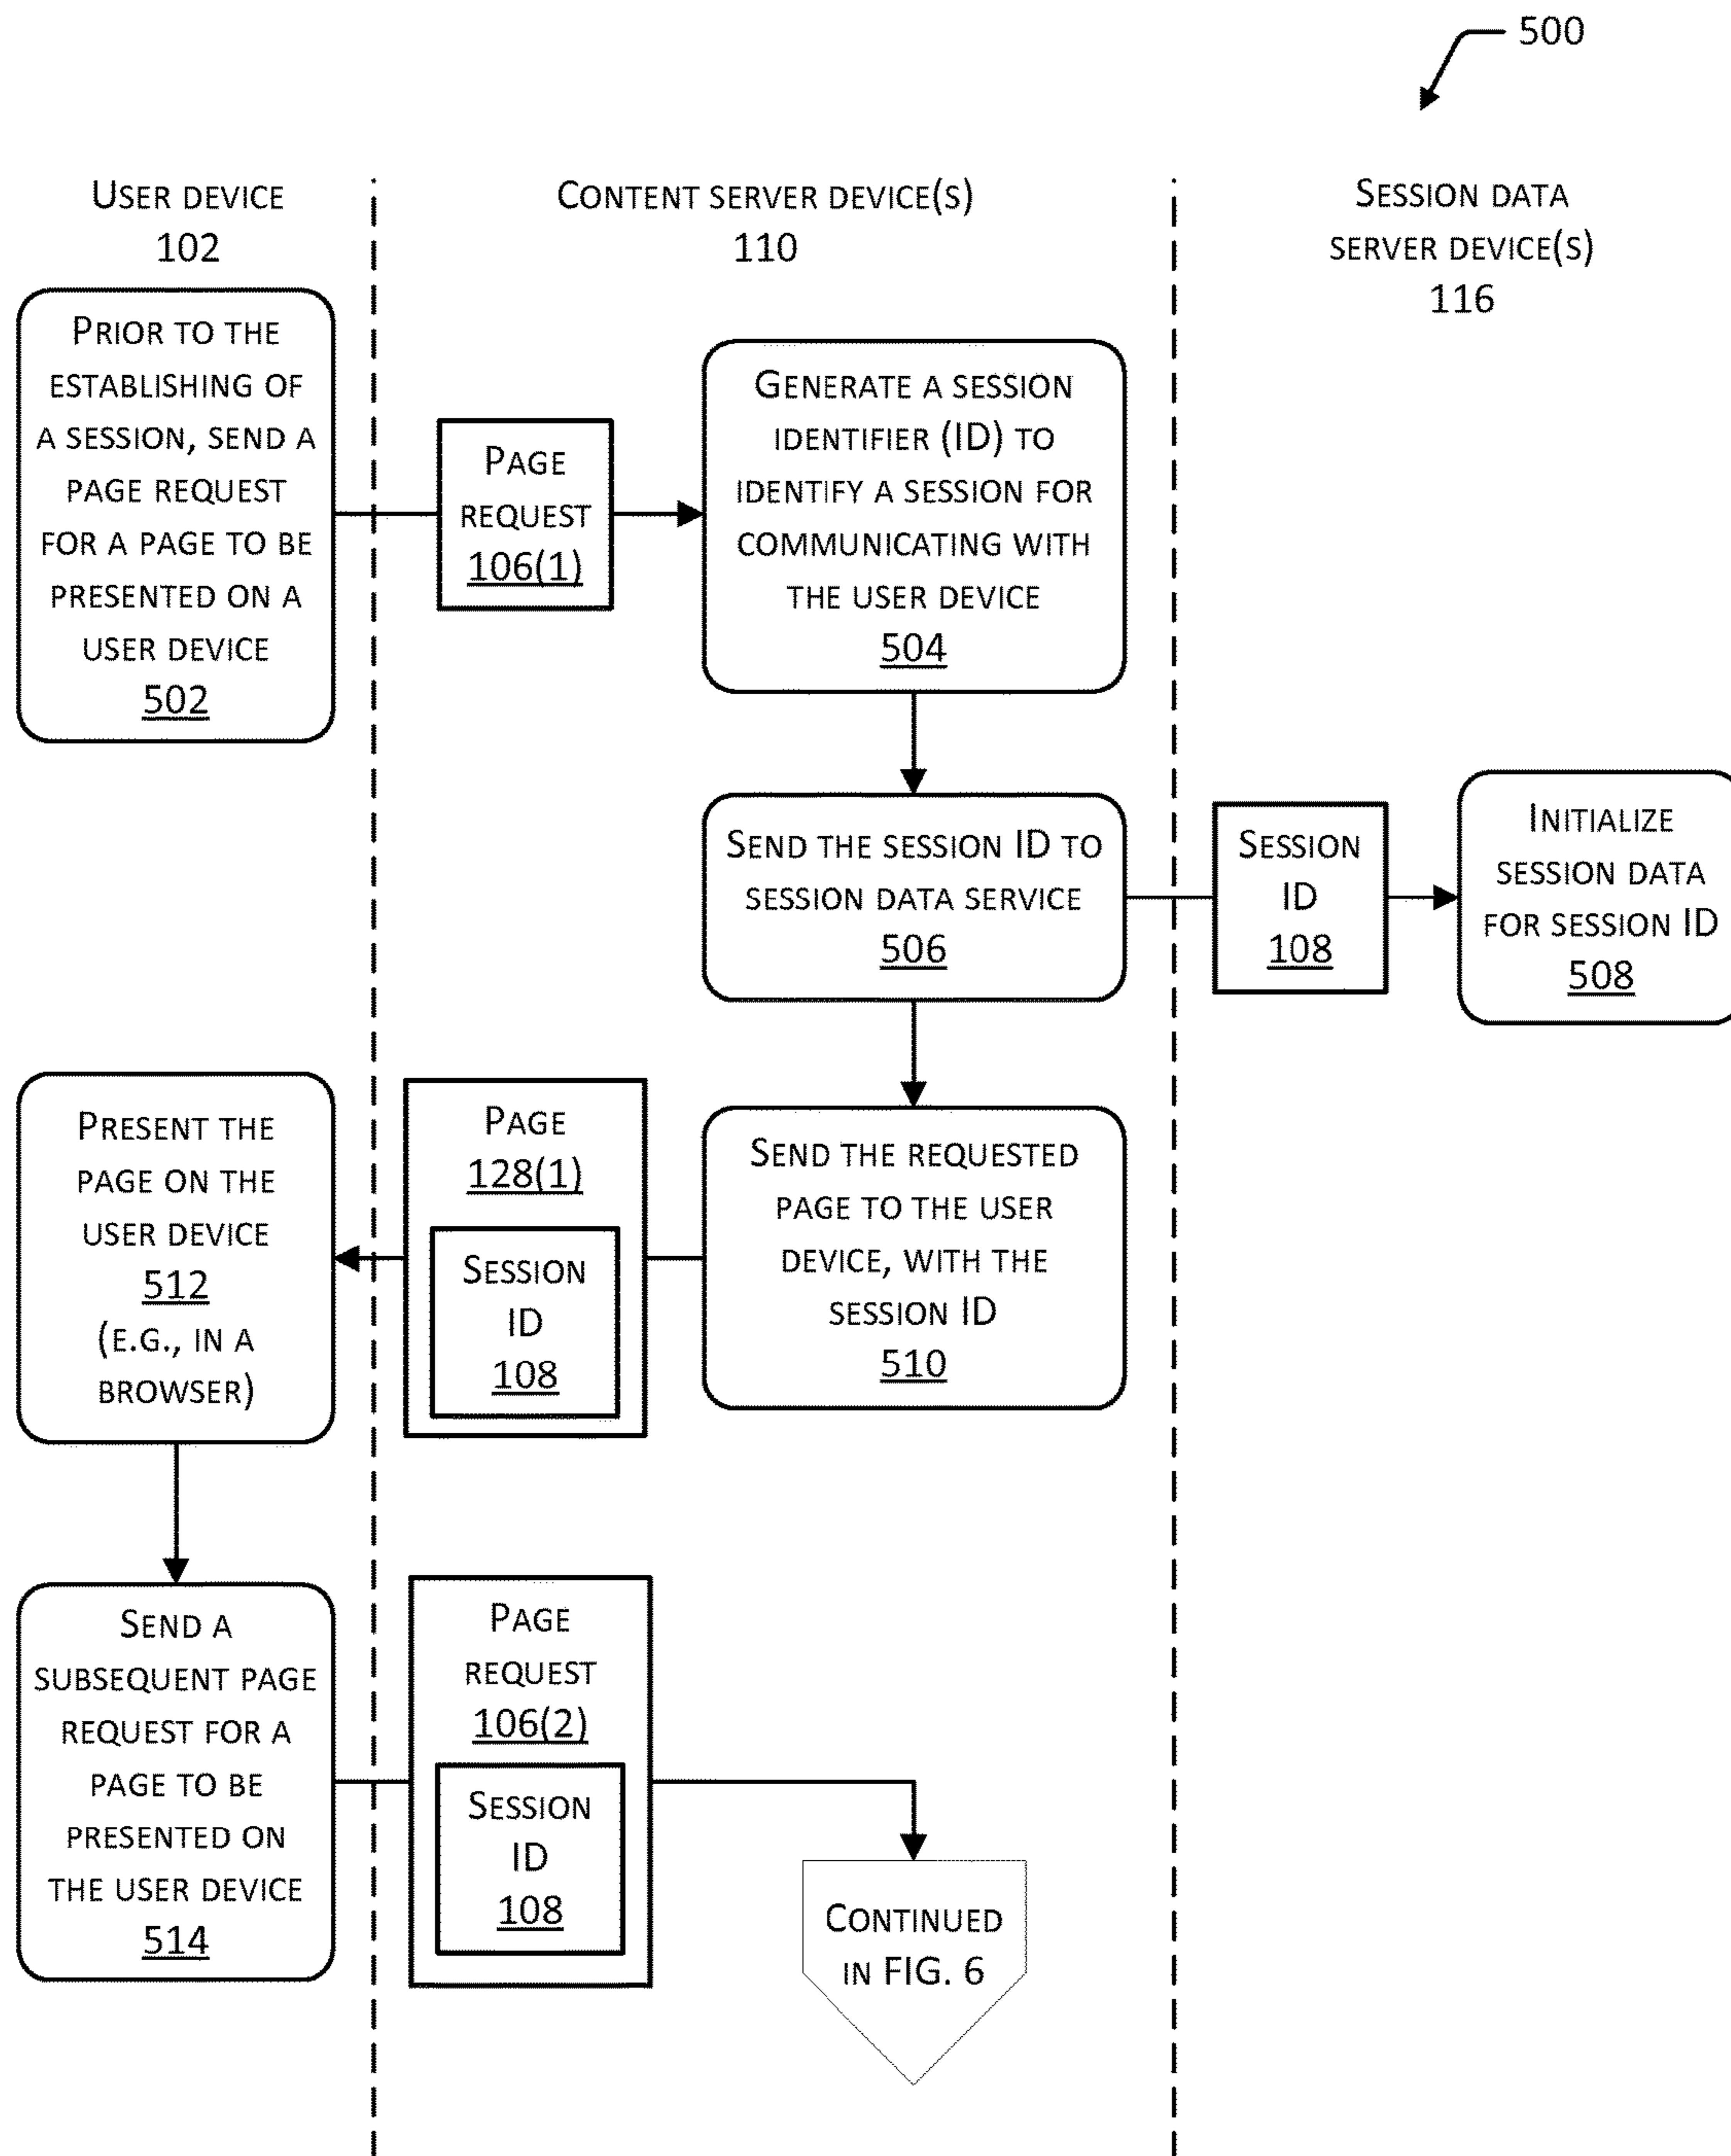 500
User device
102
Content server device(s)
110
Session data
server device(s)
116
Prior to the
establishing of
a session, send a
page request
for a page to be
presented on a
user device
502
Page
request
106(1)
Generate a session
identifier (ID) to
identify a session for
communicating with
the user device
504
Send the session ID to
session data service
506
Session
ID
108
Initialize
session data
for session ID
508
Send the requested
page to the user
device, with the
session ID
510
Page
128(1)
Session
ID
108
Present the
page on the
user device
512
(e.g., in a
browser)
Send a
subsequent page
request for a
page to be
presented on
the user device
514
Page
request
106(2)
Session
ID
108
Continued
in FIG. 6